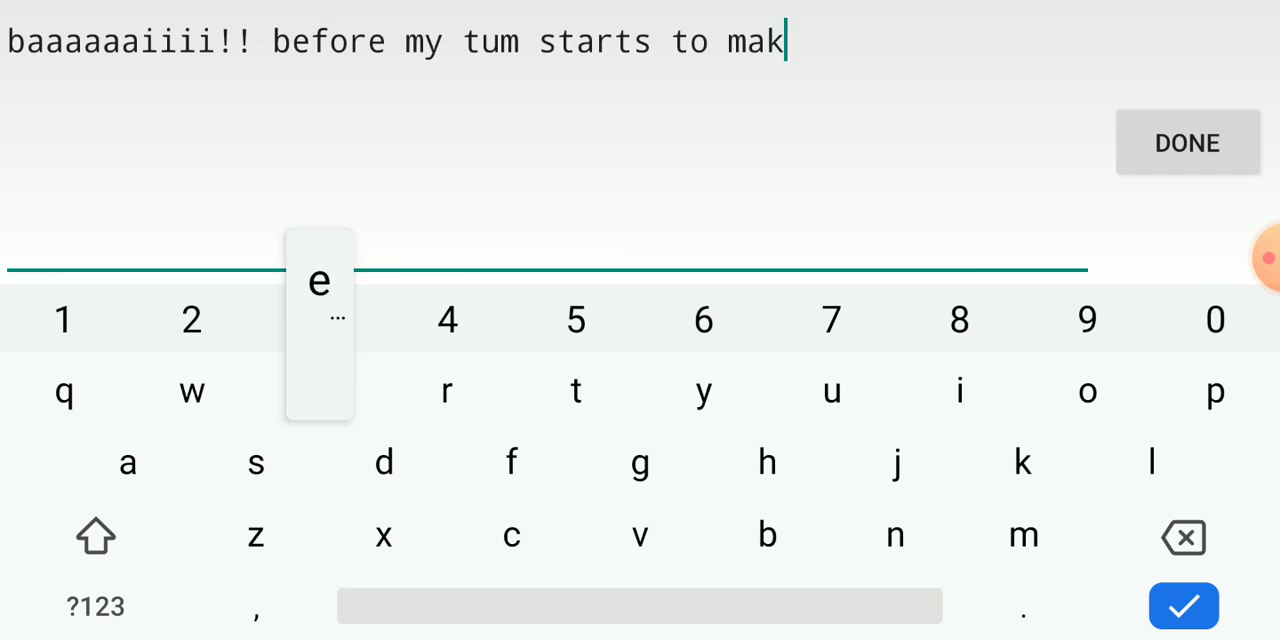 baaaaaaiiii!! before my tum starts to mak
DONE
e
...
1 2 4 5 6 7 8 9 0
q w r t y u i o p
a s d f g h j k l
z x c v b n m
?123 , .